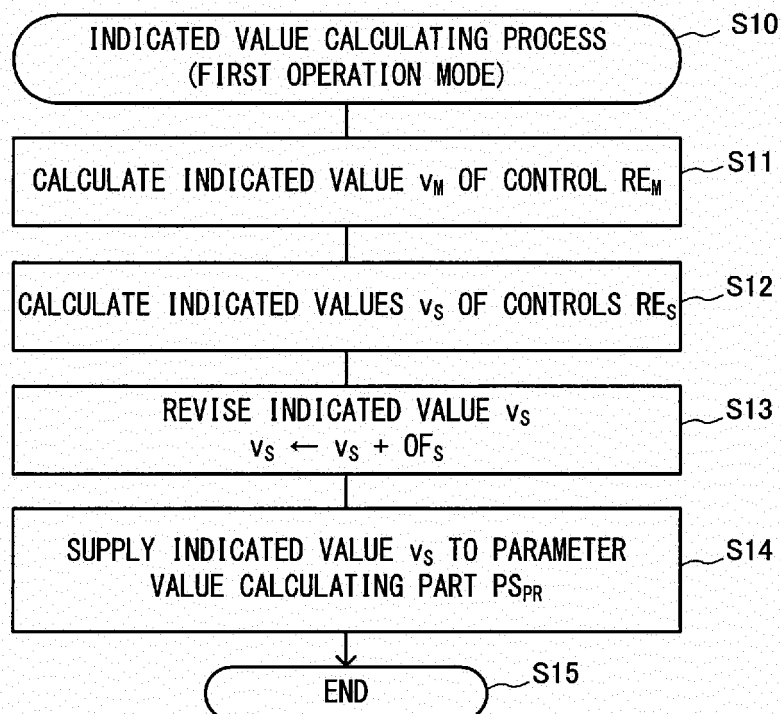 INDICATED VALUE CALCULATING PROCESS
(FIRST OPERATION MODE)
S10
CALCULATE INDICATED VALUE vM OF CONTROL REM
S11
CALCULATE INDICATED VALUES vS OF CONTROLS RES
S12
REVISE INDICATED VALUE vS
vS ← vS + OFS
S13
SUPPLY INDICATED VALUE vS TO PARAMETER
VALUE CALCULATING PART PSPR
S14
END
S15